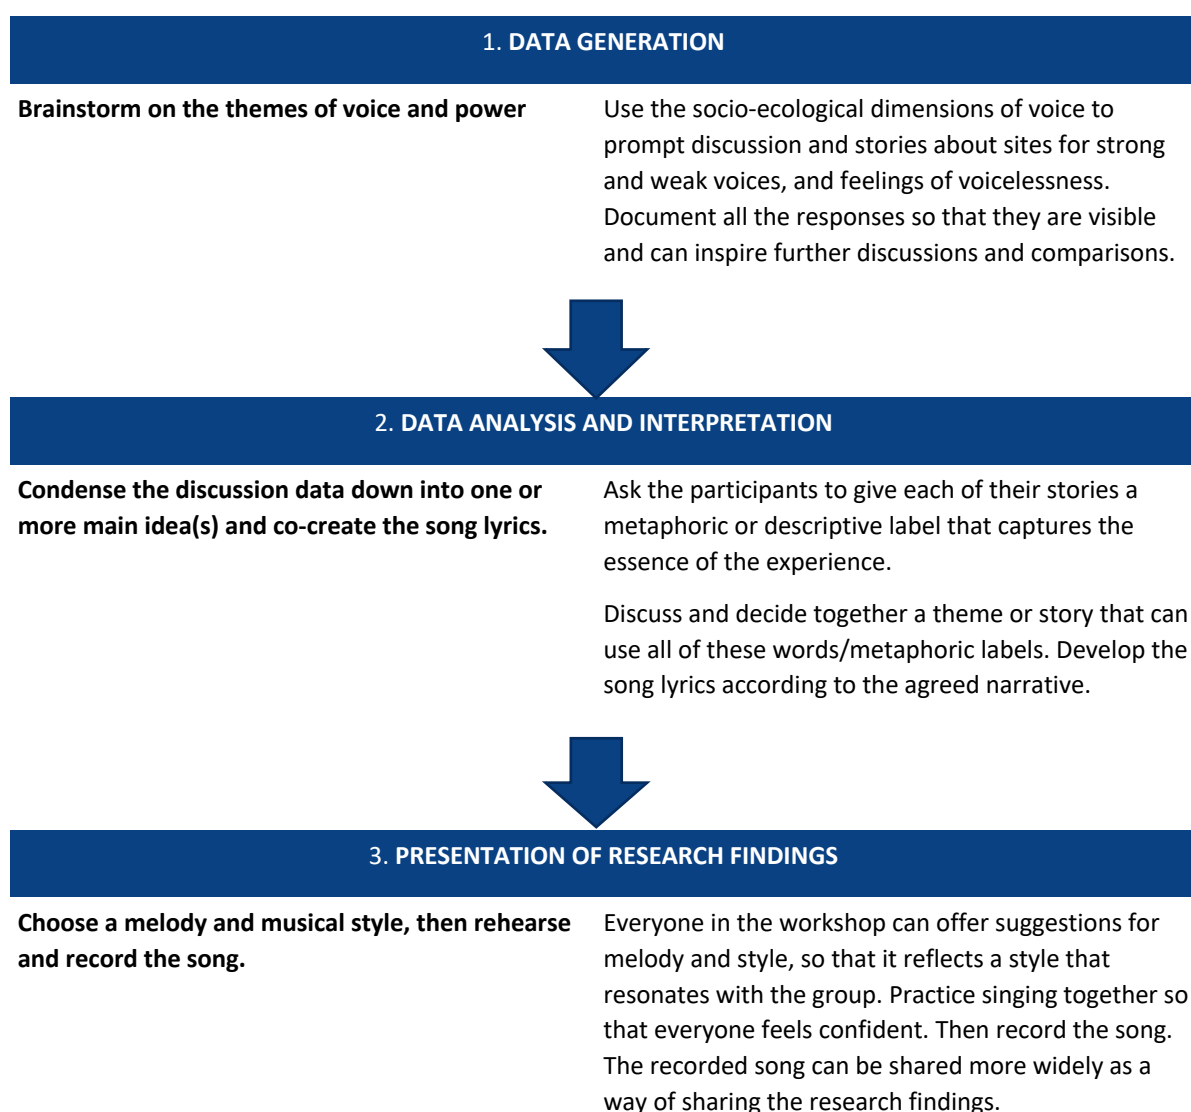 1. DATA GENERATION
Brainstorm on the themes of voice and power
Use the socio-ecological dimensions of voice to
prompt discussion and stories about sites for strong
and weak voices, and feelings of voicelessness.
Document all the responses so that they are visible
and can inspire further discussions and comparisons.
2. DATA ANALYSIS AND INTERPRETATION
Condense the discussion data down into one or
more main idea(s) and co-create the song lyrics.
Ask the participants to give each of their stories a
metaphoric or descriptive label that captures the
essence of the experience.
Discuss and decide together a theme or story that can
use all of these words/metaphoric labels. Develop the
song lyrics according to the agreed narrative.
3. PRESENTATION OF RESEARCH FINDINGS
Choose a melody and musical style, then rehearse
and record the song.
Everyone in the workshop can offer suggestions for
melody and style, so that it reflects a style that
resonates with the group. Practice singing together so
that everyone feels confident. Then record the song.
The recorded song can be shared more widely as a
way of sharing the research findings.